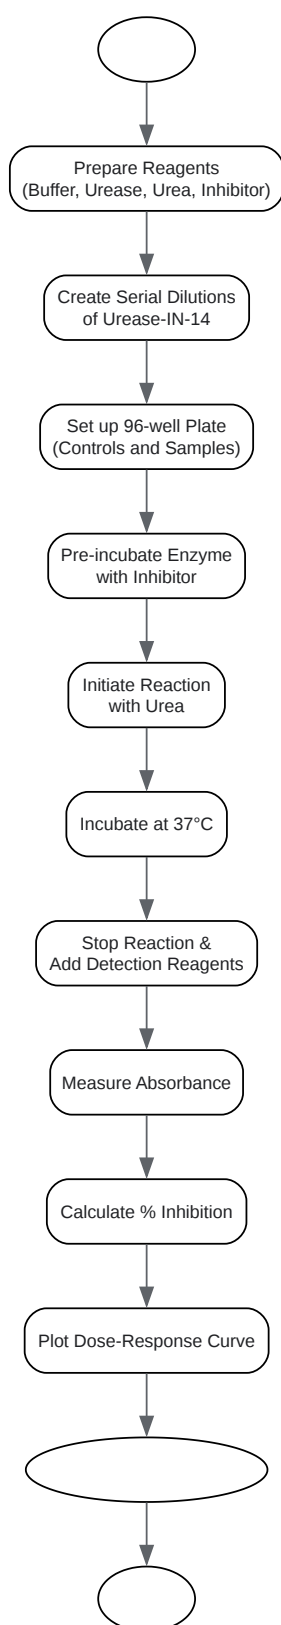 Prepare Reagents
(Buffer, Urease, Urea, Inhibitor)
Create Serial Dilutions
of Urease-IN-14
Set up 96-well Plate
(Controls and Samples)
Pre-incubate Enzyme
with Inhibitor
Initiate Reaction
with Urea
Incubate at 37°C
Stop Reaction &
Add Detection Reagents
Measure Absorbance
Calculate % Inhibition
Plot Dose-Response Curve